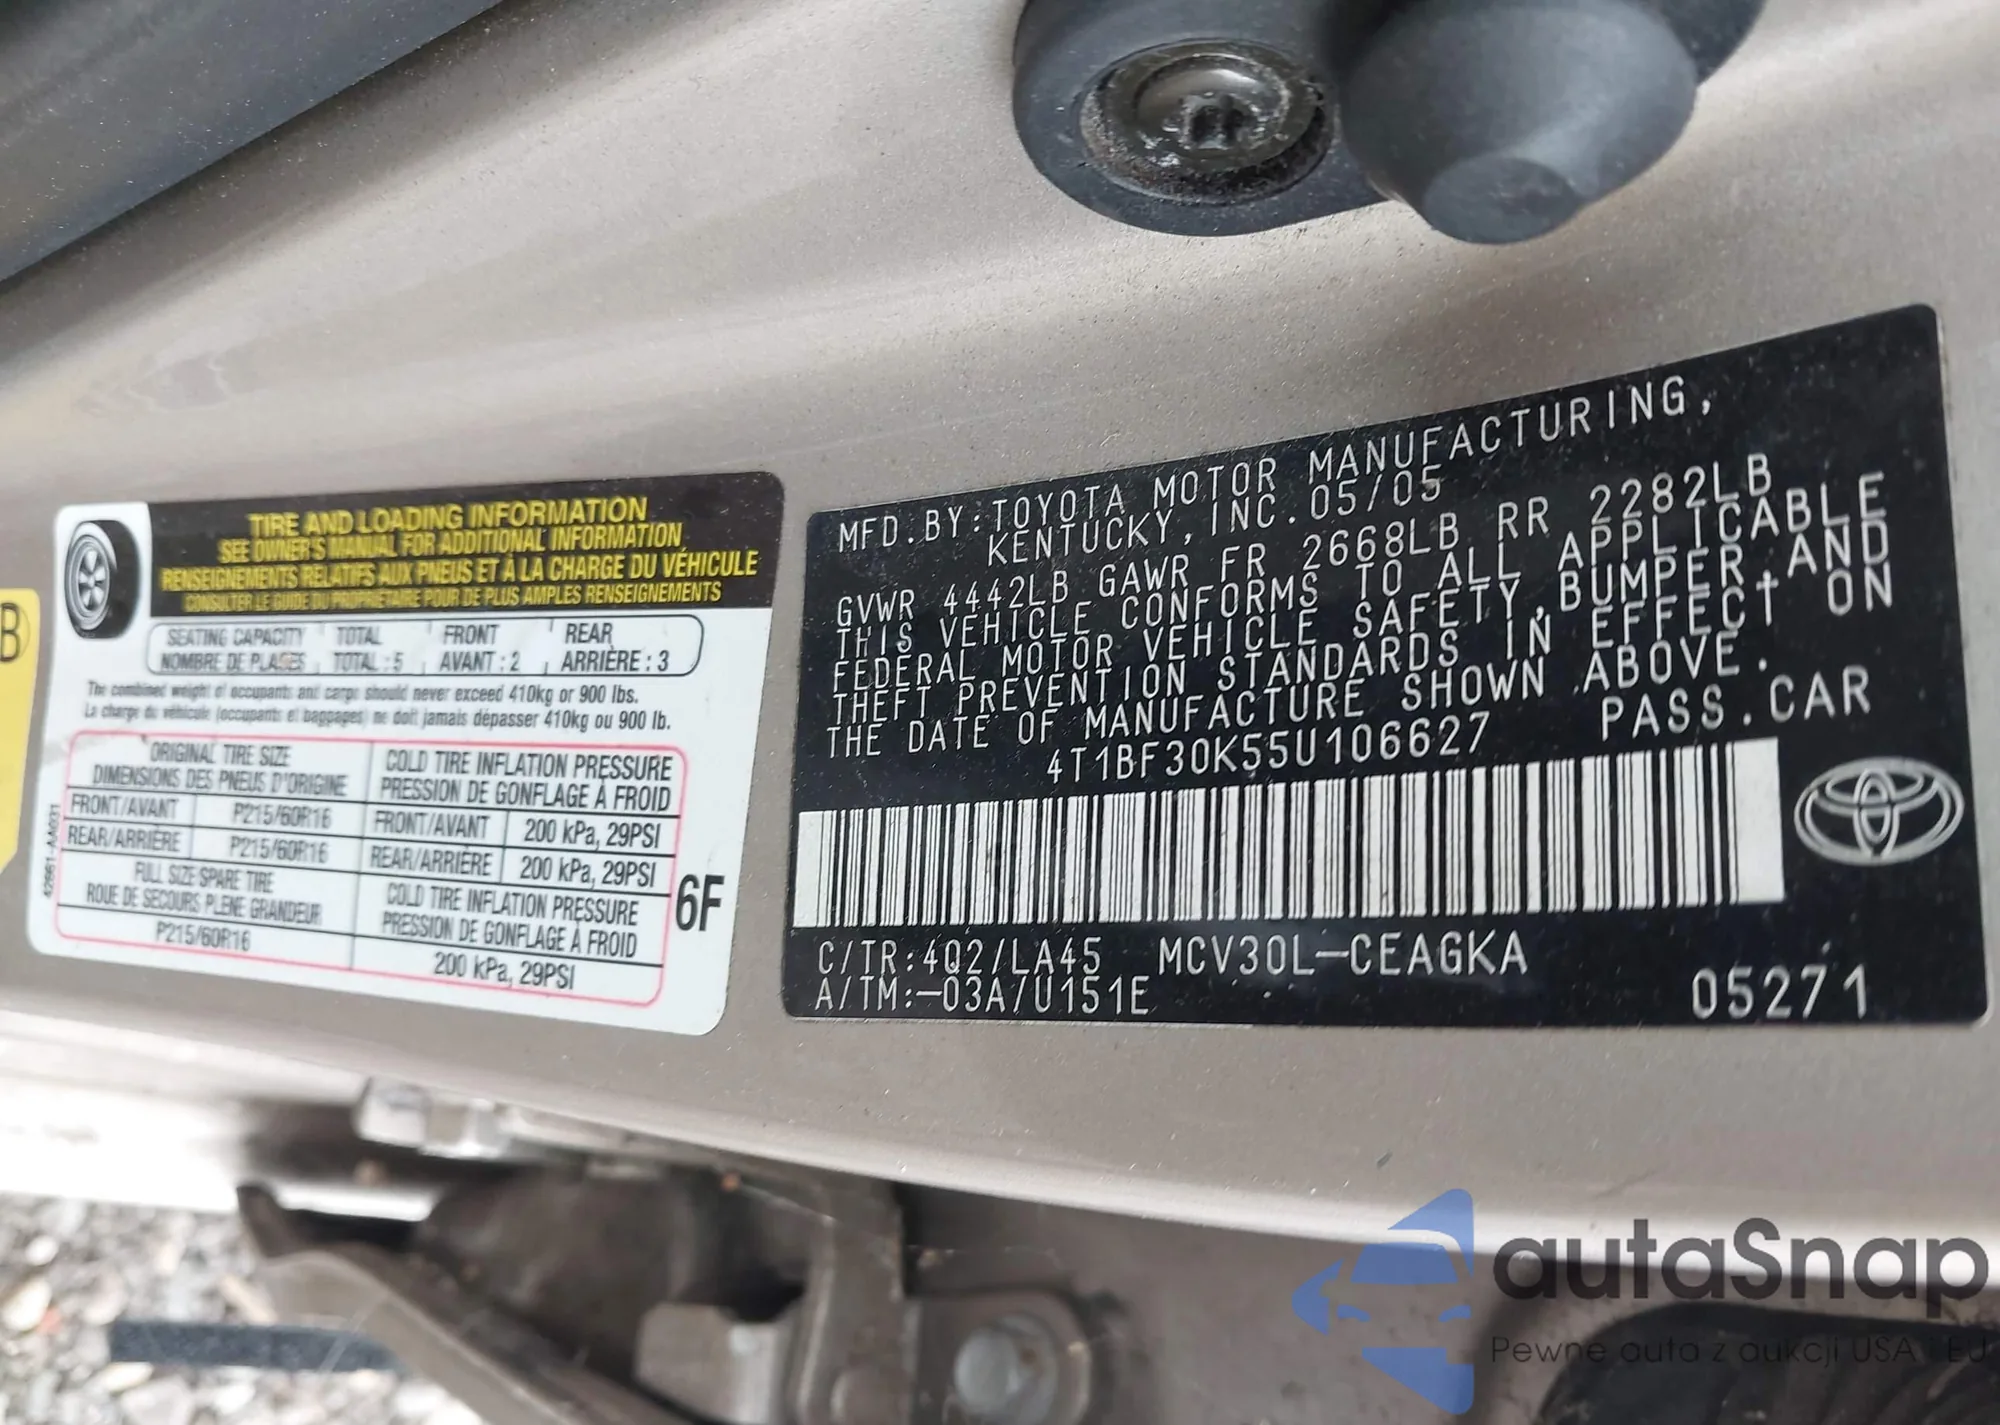 B
TIRE AND LOADING INFORMATION
SEE OWNER'S MANUAL FOR ADDITIONAL INFORMATION
RENSEIGNEMENTS RELATIFS AUX PNEUS ET À LA CHARGE DU VÉHICULE
CONSULTER LE GUIDE DU PROPRIÉTAIRE POUR DE PLUS AMPLES RENSEIGNEMENTS
SEATING CAPACITY TOTAL FRONT REAR
NOMBRE DE PLACES TOTAL : 5 AVANT : 2 ARRIÈRE : 3
The combined weight of occupants and cargo should never exceed 410kg or 900 lbs.
La charge du véhicule (occupants et bagages) ne doit jamais dépasser 410kg ou 900 lb.
ORIGINAL TIRE SIZE
DIMENSIONS DES PNEUS D'ORIGINE
COLD TIRE INFLATION PRESSURE
PRESSION DE GONFLAGE À FROID
FRONT/AVANT P215/60R16 FRONT/AVANT 200 kPa, 29PSI
REAR/ARRIÈRE P215/60R16 REAR/ARRIÈRE 200 kPa, 29PSI
FULL SIZE SPARE TIRE
ROUE DE SECOURS PLEINE GRANDEUR
COLD TIRE INFLATION PRESSURE
PRESSION DE GONFLAGE À FROID
P215/60R16 200 kPa, 29PSI
6F
MFD.BY:TOYOTA MOTOR MANUFACTURING,
KENTUCKY, INC. 05/05
GVWR 4442LB GAWR FR 2668LB RR 2282LB
THIS VEHICLE CONFORMS TO ALL APPLICABLE
FEDERAL MOTOR VEHICLE SAFETY,BUMPER,AND
THEFT PREVENTION STANDARDS IN EFFECT ON
THE DATE OF MANUFACTURE SHOWN ABOVE.
4T1BF30K55U106627 PASS.CAR
C/TR:4Q2/LA45 MCV30L-CEAGKA
A/TM:-03A/U151E 05271
autoSnap
Pewne auta z aukcji USA i EU